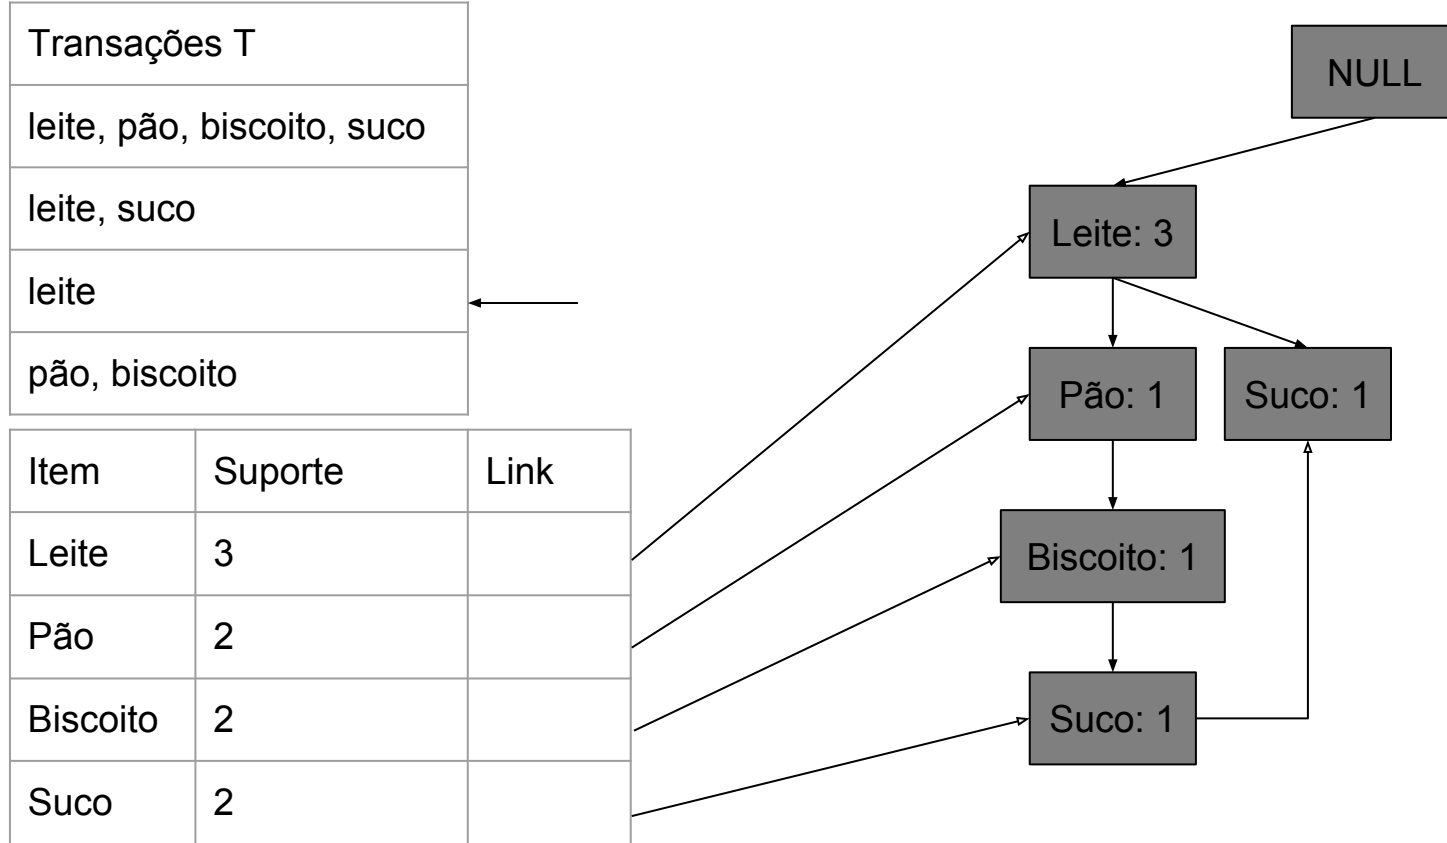 Transações T
leite, pão, biscoito, suco
leite, suco
leite
pão, biscoito
Item Suporte Link
Leite 3
Pão 2
Biscoito 2
Suco 2
NULL
Leite: 3
Pão: 1 Suco: 1
Biscoito: 1
Suco: 1